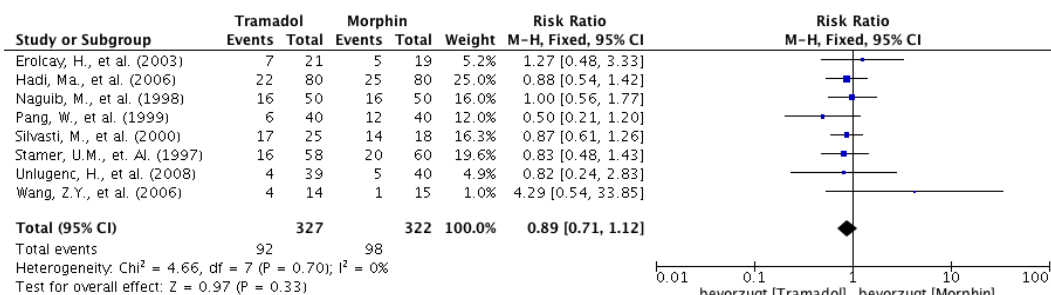 Tramadol Morphin Risk Ratio Risk Ratio
Study or Subgroup Events Total Events Total Weight M-H, Fixed, 95% CI M-H, Fixed, 95% CI
Erolcay, H., et al. (2003) 7 21 5 19 5.2% 1.27 [0.48, 3.33]
Hadi, Ma., et al. (2006) 22 80 25 80 25.0% 0.88 [0.54, 1.42]
Naguib, M., et al. (1998) 16 50 16 50 16.0% 1.00 [0.56, 1.77]
Pang, W., et al. (1999) 6 40 12 40 12.0% 0.50 [0.21, 1.20]
Silvasti, M., et al. (2000) 17 25 14 18 16.3% 0.87 [0.61, 1.26]
Stamer, U.M., et. Al. (1997) 16 58 20 60 19.6% 0.83 [0.48, 1.43]
Unlugenc, H., et al. (2008) 4 39 5 40 4.9% 0.82 [0.24, 2.83]
Wang, Z.Y., et al. (2006) 4 14 1 15 1.0% 4.29 [0.54, 33.85]
Total (95% CI) 327 322 100.0% 0.89 [0.71, 1.12]
Total events 92 98
Heterogeneity: Chi² = 4.66, df = 7 (P = 0.70); I² = 0%
Test for overall effect: Z = 0.97 (P = 0.33)
0.01 0.1 1 10 100
bevorzugt [Tramadol] bevorzugt [Morphin]